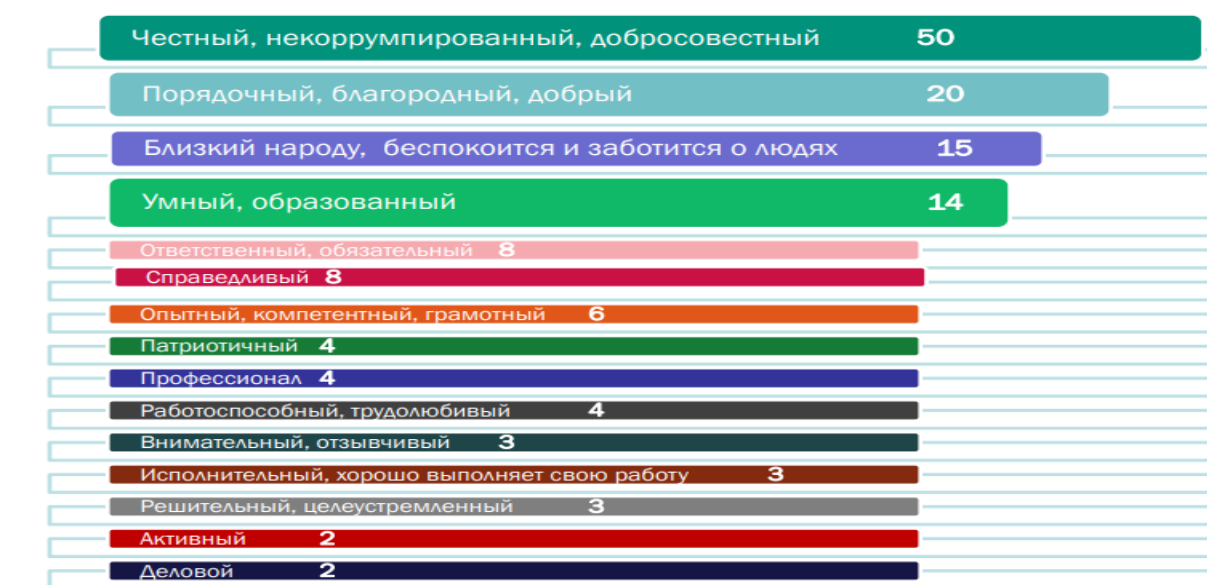 Честный, некоррумпированный, добросовестный 50
Порядочный, благородный, добрый 20
Близкий народу, беспокоится и заботится о людях 15
Умный, образованный 14
Ответственный, обязательный 8
Справедливый 8
Опытный, компетентный, грамотный 6
Патриотичный 4
Профессионал 4
Работоспособный, трудолюбивый 4
Внимательный, отзывчивый 3
Исполнительный, хорошо выполняет свою работу 3
Решительный, целеустремленный 3
Активный 2
Деловой 2